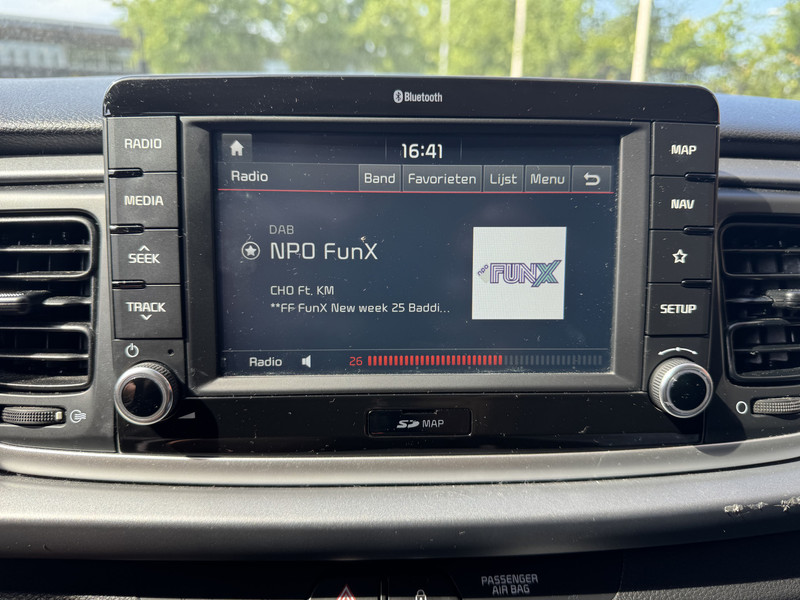 Bluetooth
RADIO
MEDIA
SEEK
TRACK
16:41
Radio Band Favorieten Lijst Menu
DAB
NPO FunX
CHO Ft. KM
**FF FunX New week 25 Baddi...
npo FUNX
Radio 26
MAP
NAV
SETUP
SD MAP
PASSENGER
AIR BAG